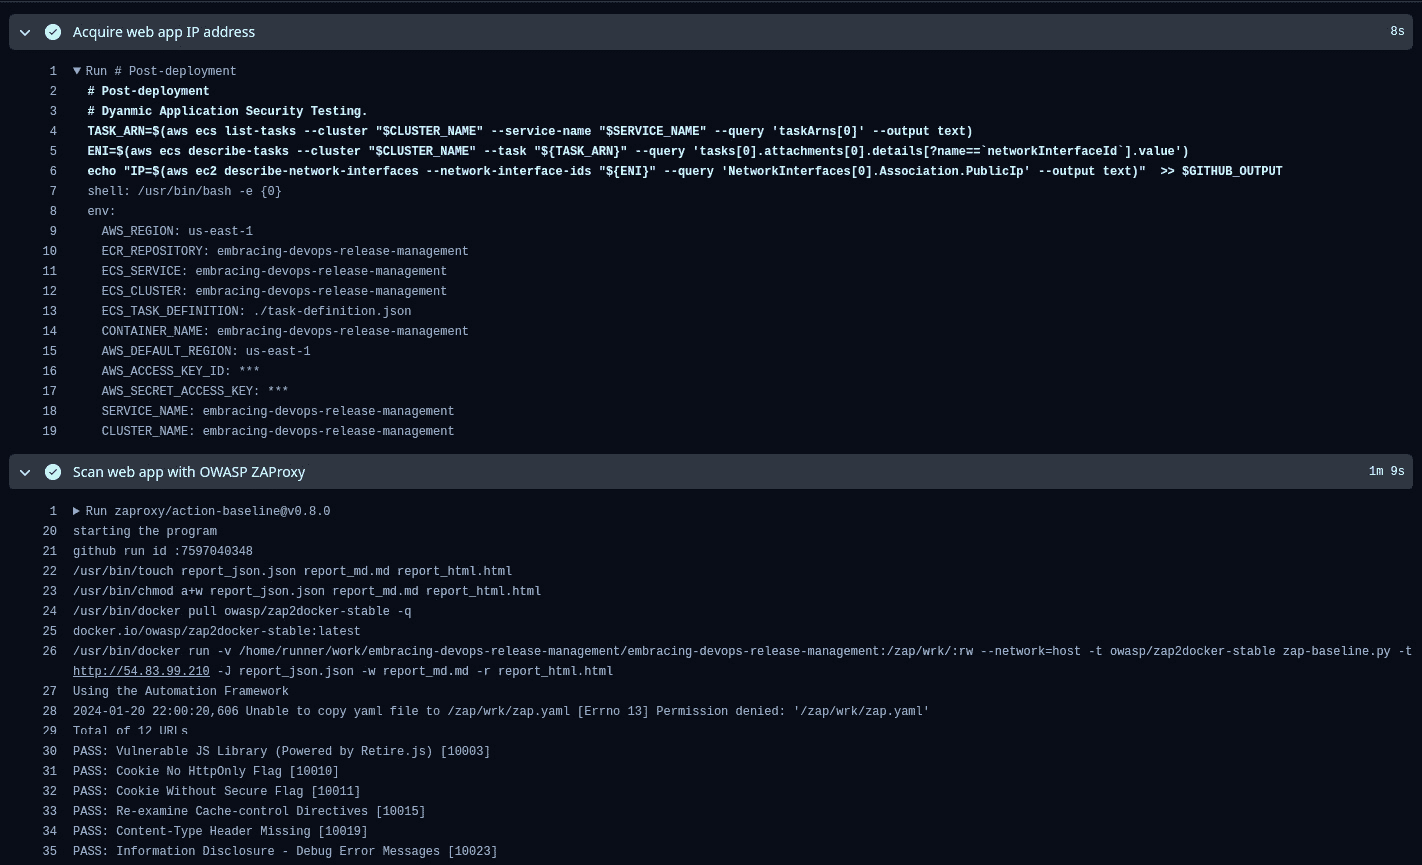 Acquire web app IP address 8s
1 Run # Post-deployment
2 # Post-deployment
3 # Dyanmic Application Security Testing.
4 TASK_ARN=$(aws ecs list-tasks --cluster "$CLUSTER_NAME" --service-name "$SERVICE_NAME" --query 'taskArns[0]' --output text)
5 ENI=$(aws ecs describe-tasks --cluster "$CLUSTER_NAME" --task "${TASK_ARN}" --query 'tasks[0].attachments[0].details[?name==`networkInterfaceId`].value')
6 echo "IP=$(aws ec2 describe-network-interfaces --network-interface-ids "${ENI}" --query 'NetworkInterfaces[0].Association.PublicIp' --output text)"  >> $GITHUB_OUTPUT
7 shell: /usr/bin/bash -e {0}
8 env:
9 AWS_REGION: us-east-1
10 ECR_REPOSITORY: embracing-devops-release-management
11 ECS_SERVICE: embracing-devops-release-management
12 ECS_CLUSTER: embracing-devops-release-management
13 ECS_TASK_DEFINITION: ./task-definition.json
14 CONTAINER_NAME: embracing-devops-release-management
15 AWS_DEFAULT_REGION: us-east-1
16 AWS_ACCESS_KEY_ID: ***
17 AWS_SECRET_ACCESS_KEY: ***
18 SERVICE_NAME: embracing-devops-release-management
19 CLUSTER_NAME: embracing-devops-release-management
Scan web app with OWASP ZAProxy 1m 9s
1 Run zaproxy/action-baseline@v0.8.0
20 starting the program
21 github run id :7597040348
22 /usr/bin/touch report_json.json report_md.md report_html.html
23 /usr/bin/chmod a+w report_json.json report_md.md report_html.html
24 /usr/bin/docker pull owasp/zap2docker-stable -q
25 docker.io/owasp/zap2docker-stable:latest
26 /usr/bin/docker run -v /home/runner/work/embracing-devops-release-management/embracing-devops-release-management:/zap/wrk/:rw --network=host -t owasp/zap2docker-stable zap-baseline.py -t
http://54.83.99.210 -J report_json.json -w report_md.md -r report_html.html
27 Using the Automation Framework
28 2024-01-20 22:00:20,606 Unable to copy yaml file to /zap/wrk/zap.yaml [Errno 13] Permission denied: '/zap/wrk/zap.yaml'
29 Total of 12 URLs
30 PASS: Vulnerable JS Library (Powered by Retire.js) [10003]
31 PASS: Cookie No HttpOnly Flag [10010]
32 PASS: Cookie Without Secure Flag [10011]
33 PASS: Re-examine Cache-control Directives [10015]
34 PASS: Content-Type Header Missing [10019]
35 PASS: Information Disclosure - Debug Error Messages [10023]